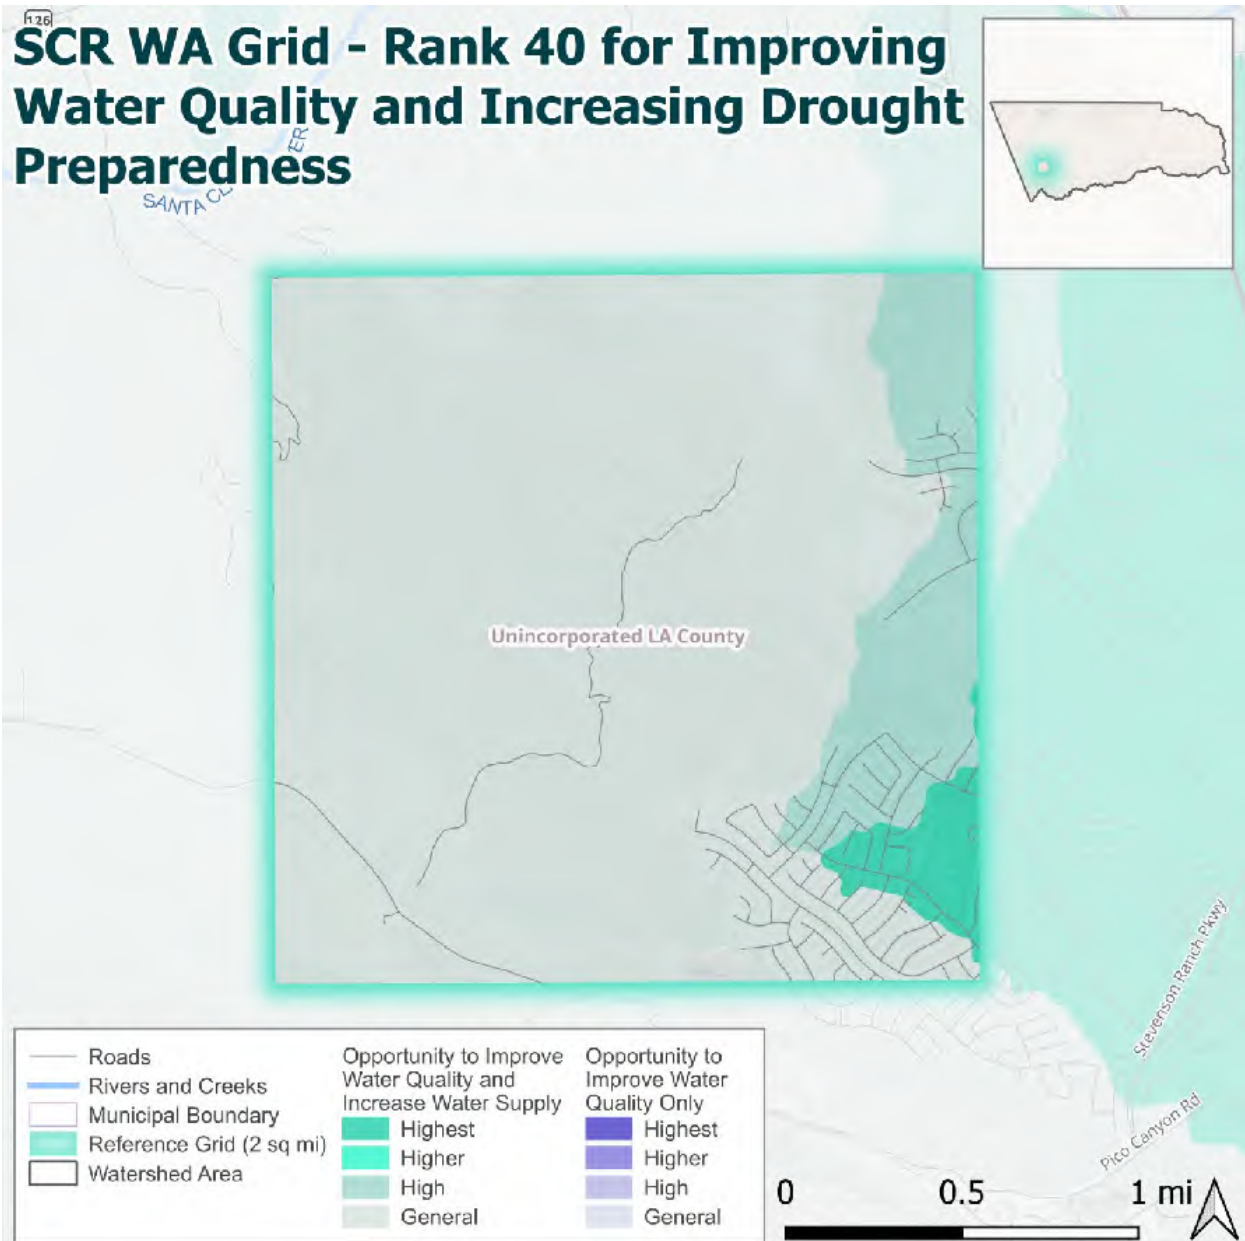 126
SCR WA Grid - Rank 40 for Improving
Water Quality and Increasing Drought
Preparedness
SANTA CL
ER
Unincorporated LA County
Stevenson Ranch Pkwy
Pico Canyon Rd
Roads
Rivers and Creeks
Municipal Boundary
Reference Grid (2 sq mi)
Watershed Area
Opportunity to Improve
Water Quality and
Increase Water Supply
Highest
Higher
High
General
Opportunity to
Improve Water
Quality Only
Highest
Higher
High
General
0 0.5 1 mi